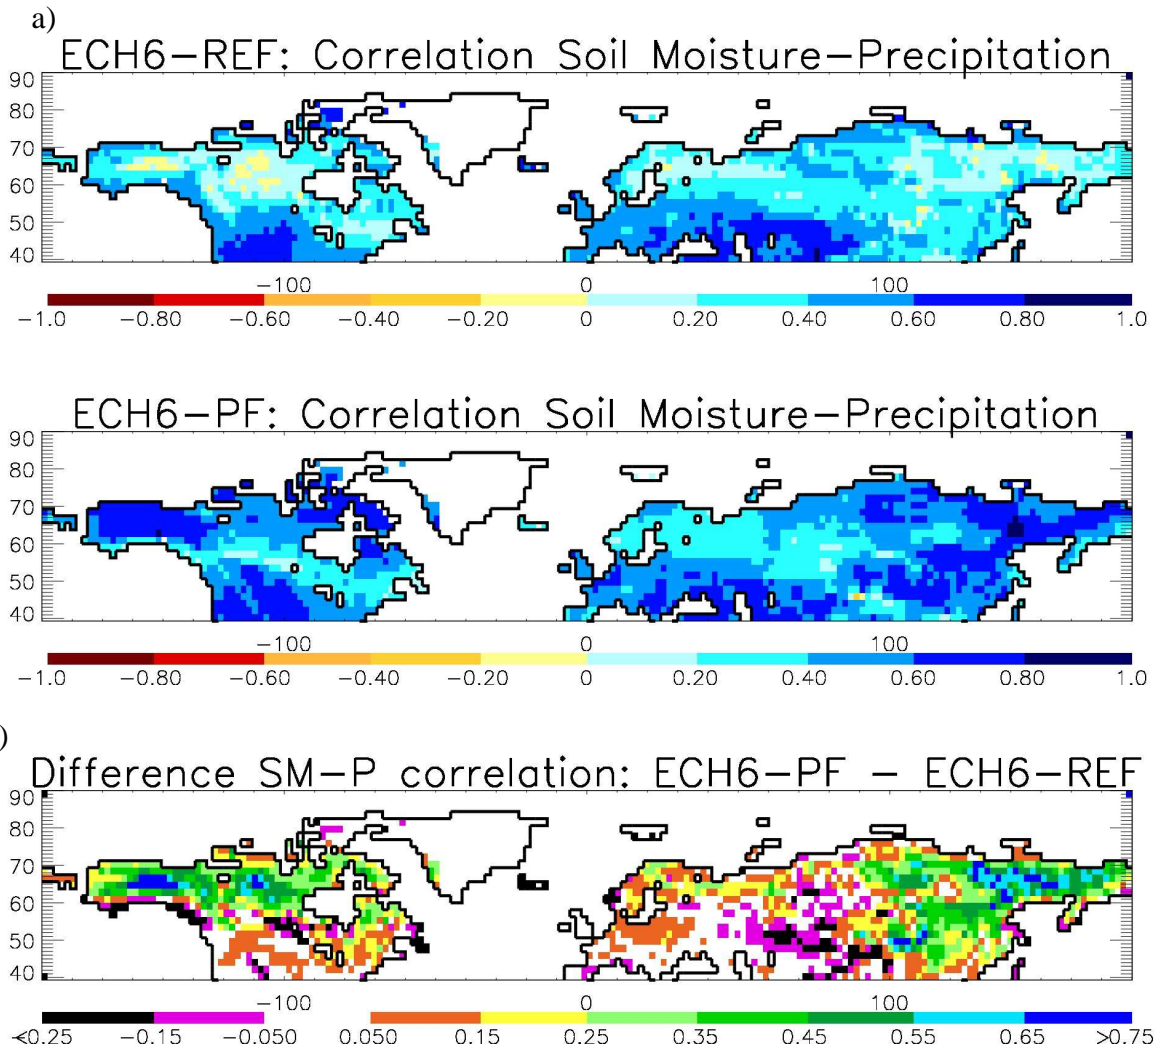 a)
ECH6-REF: Correlation Soil Moisture-Precipitation
90
80
70
60
50
40
-100 0 100
-1.0 -0.80 -0.60 -0.40 -0.20 0 0.20 0.40 0.60 0.80 1.0
ECH6-PF: Correlation Soil Moisture-Precipitation
90
80
70
60
50
40
-100 0 100
-1.0 -0.80 -0.60 -0.40 -0.20 0 0.20 0.40 0.60 0.80 1.0
)
Difference SM-P correlation: ECH6-PF - ECH6-REF
90
80
70
60
50
40
-100 0 100
<0.25 -0.15 -0.050 0.050 0.15 0.25 0.35 0.45 0.55 0.65 >0.75